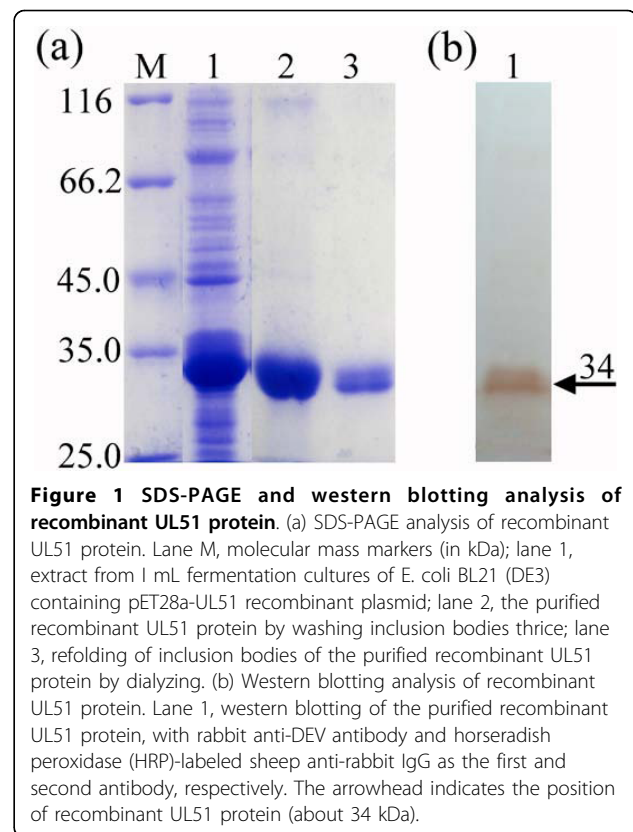 (a)
(b)
M 1 2 3
1
116
66.2
45.0
35.0
25.0
34
Figure 1 SDS-PAGE and western blotting analysis of
recombinant UL51 protein. (a) SDS-PAGE analysis of recombinant
UL51 protein. Lane M, molecular mass markers (in kDa); lane 1,
extract from l mL fermentation cultures of E. coli BL21 (DE3)
containing pET28a-UL51 recombinant plasmid; lane 2, the purified
recombinant UL51 protein by washing inclusion bodies thrice; lane
3, refolding of inclusion bodies of the purified recombinant UL51
protein by dialyzing. (b) Western blotting analysis of recombinant
UL51 protein. Lane 1, western blotting of the purified recombinant
UL51 protein, with rabbit anti-DEV antibody and horseradish
peroxidase (HRP)-labeled sheep anti-rabbit IgG as the first and
second antibody, respectively. The arrowhead indicates the position
of recombinant UL51 protein (about 34 kDa).